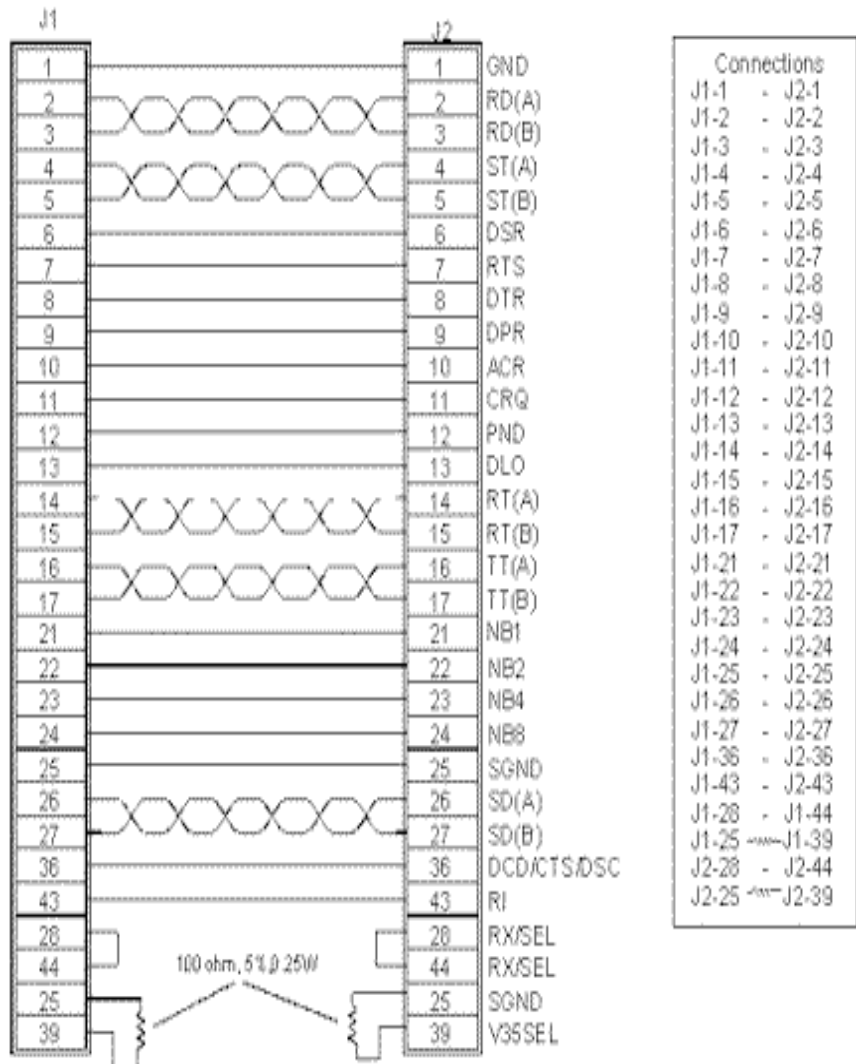 J1
J2
1 1 GND
2 2 RD(A)
3 3 RD(B)
4 4 ST(A)
5 5 ST(B)
6 6 DSR
7 7 RTS
8 8 DTR
9 9 DPR
10 10 ACR
11 11 CRQ
12 12 PND
13 13 DLO
14 14 RT(A)
15 15 RT(B)
16 16 TT(A)
17 17 TT(B)
21 21 NB1
22 22 NB2
23 23 NB4
24 24 NB8
25 25 SGND
26 26 SD(A)
27 27 SD(B)
36 36 DCD/CTS/DSC
43 43 RI
28 28 RX/SEL
44 44 RX/SEL
100 ohm, 5%,0.25W
25 25 SGND
39 39 V35SEL
Connections
J1-1 - J2-1
J1-2 - J2-2
J1-3 - J2-3
J1-4 - J2-4
J1-5 - J2-5
J1-6 - J2-6
J1-7 - J2-7
J1-8 - J2-8
J1-9 - J2-9
J1-10 - J2-10
J1-11 - J2-11
J1-12 - J2-12
J1-13 - J2-13
J1-14 - J2-14
J1-15 - J2-15
J1-16 - J2-16
J1-17 - J2-17
J1-21 - J2-21
J1-22 - J2-22
J1-23 - J2-23
J1-24 - J2-24
J1-25 - J2-25
J1-26 - J2-26
J1-27 - J2-27
J1-36 - J2-36
J1-43 - J2-43
J1-28 - J1-44
J1-25 J1-39
J2-28 - J2-44
J2-25 J2-39